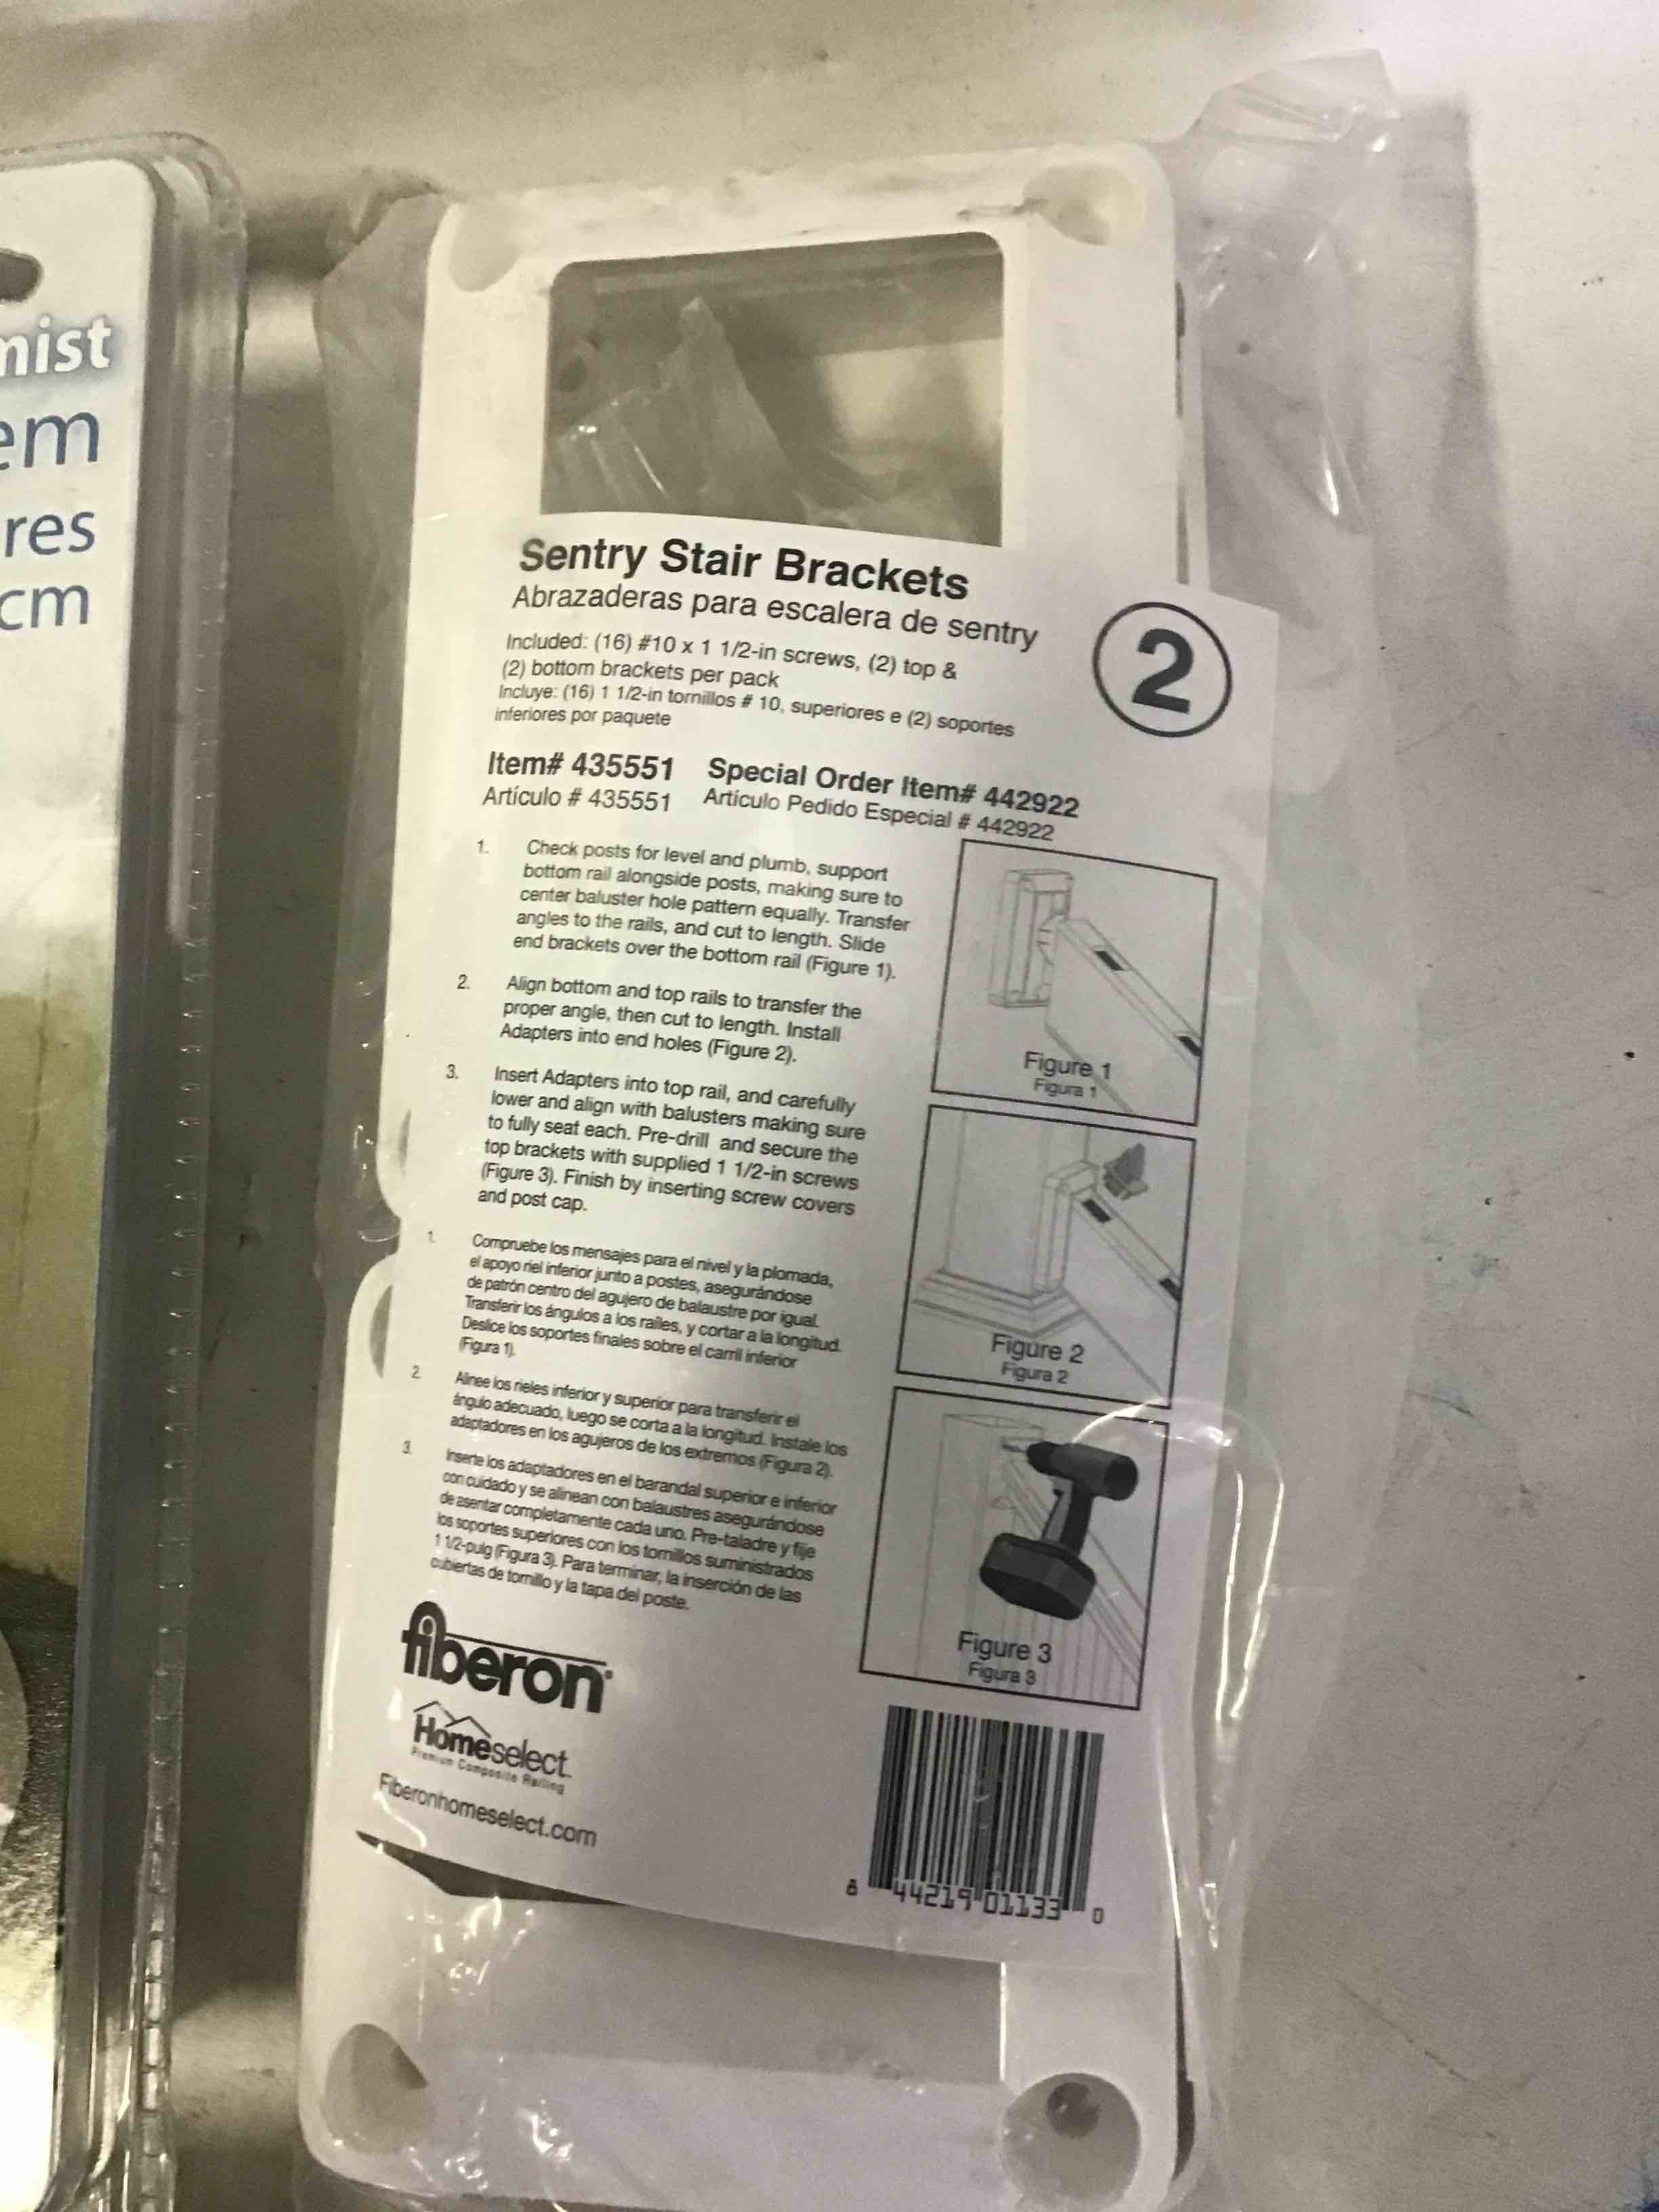 mist
em
res
cm
Sentry Stair Brackets
Abrazaderas para escalera de sentry
Included: (16) #10 x 1 1/2-in screws, (2) top &
(2) bottom brackets per pack
Incluye: (16) 1 1/2-in tornillos # 10, superiores e (2) soportes
inferiores por paquete
2
Item# 435551 Special Order Item# 442922
Artículo # 435551 Artículo Pedido Especial # 442922
1. Check posts for level and plumb, support
bottom rail alongside posts, making sure to
center baluster hole pattern equally. Transfer
angles to the rails, and cut to length. Slide
end brackets over the bottom rail (Figure 1).
2. Align bottom and top rails to transfer the
proper angle, then cut to length. Install
Adapters into end holes (Figure 2).
3. Insert Adapters into top rail, and carefully
lower and align with balusters making sure
to fully seat each. Pre-drill and secure the
top brackets with supplied 1 1/2-in screws
(Figure 3). Finish by inserting screw covers
and post cap.
1. Compruebe los mensajes para el nivel y la plomada,
el apoyo riel inferior junto a postes, asegurándose
de patrón centro del agujero de balaustre por igual.
Transferir los ángulos a los raíles, y cortar a la longitud.
Deslice los soportes finales sobre el carril inferior
(Figura 1).
2. Alinee los rieles inferior y superior para transferir el
ángulo adecuado, luego se corta a la longitud. Instale los
adaptadores en los agujeros de los extremos (Figura 2).
3. Inserte los adaptadores en el barandal superior e inferior
con cuidado y se alinean con balaustres asegurándose
de asentar completamente cada uno. Pre-taladre y fije
los soportes superiores con los tornillos suministrados
1 1/2-pulg (Figura 3). Para terminar, la inserción de las
cubiertas de tornillo y la tapa del poste.
Figure 1
Figura 1
Figure 2
Figura 2
Figure 3
Figura 3
fiberon
Homeselect
Premium Composite Railing
Fiberonhomeselect.com
8 44219 01133 0